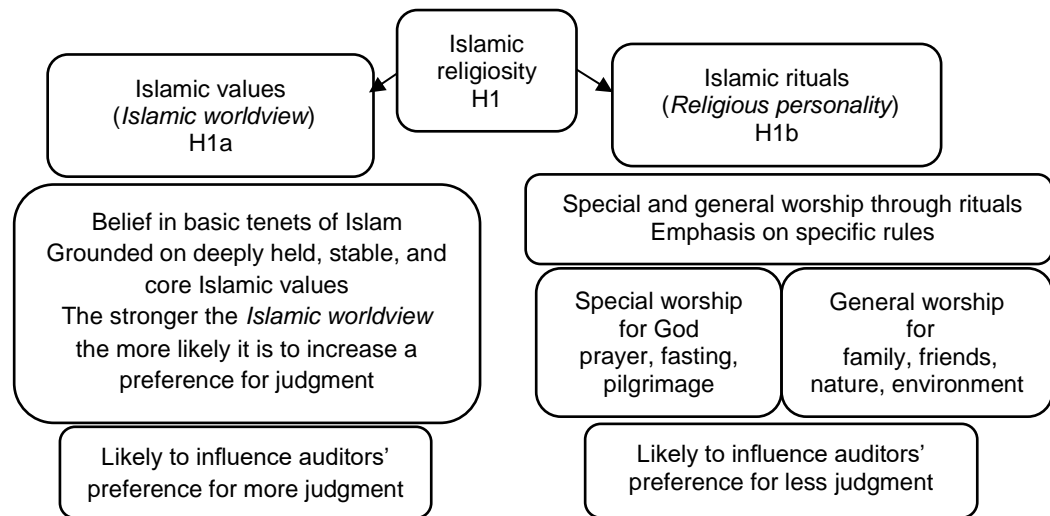 Islamic
religiosity
H1
Islamic values
(Islamic worldview)
H1a
Islamic rituals
(Religious personality)
H1b
Belief in basic tenets of Islam
Grounded on deeply held, stable, and
core Islamic values
The stronger the Islamic worldview
the more likely it is to increase a
preference for judgment
Likely to influence auditors’
preference for more judgment
Special and general worship through rituals
Emphasis on specific rules
Special worship
for God
prayer, fasting,
pilgrimage
General worship
for
family, friends,
nature, environment
Likely to influence auditors’
preference for less judgment